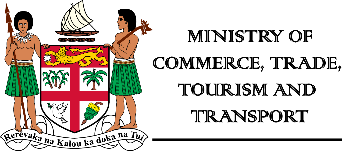 MINISTRY OF
COMMERCE, TRADE,
TOURISM AND
TRANSPORT
Rerevaka na Kalou ka doka na Tui